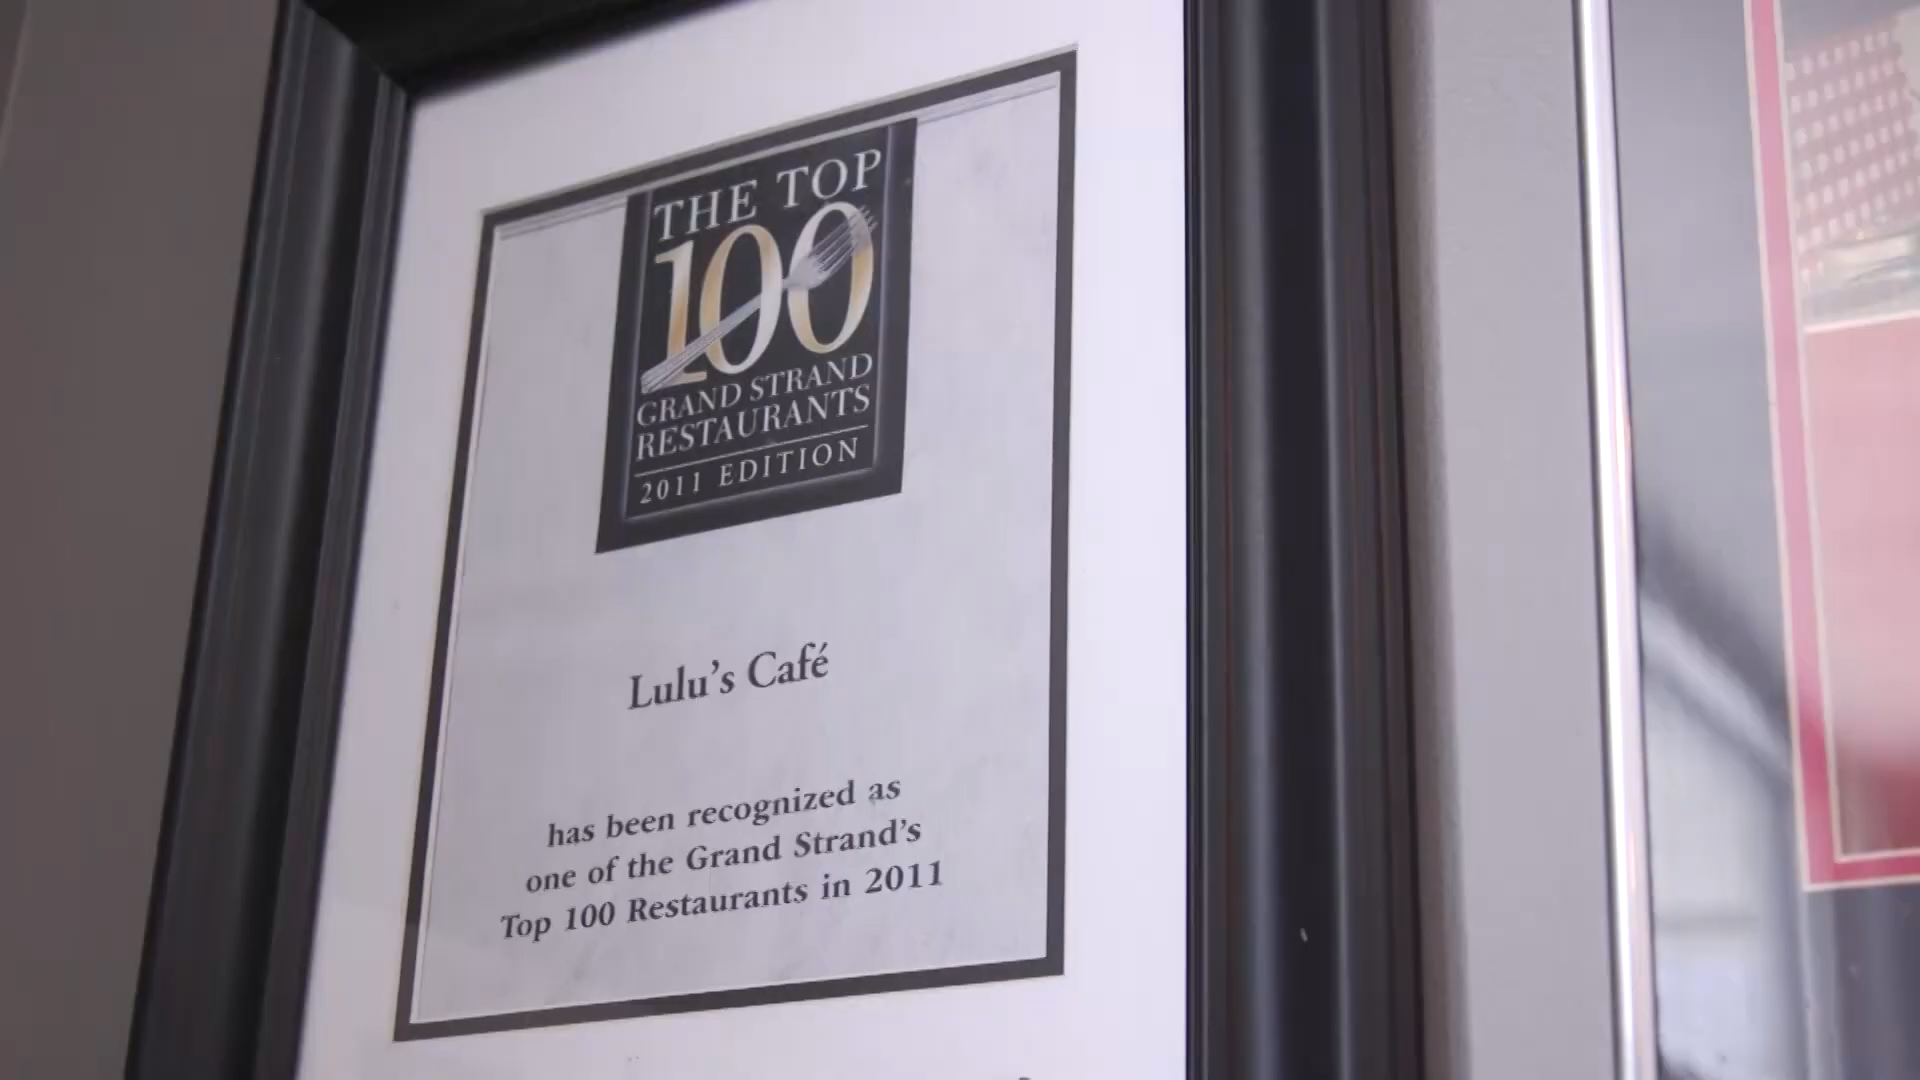 THE TOP
100
GRAND STRAND
RESTAURANTS
2011 EDITION
Lulu's Café
has been recognized as
one of the Grand Strand's
Top 100 Restaurants in 2011